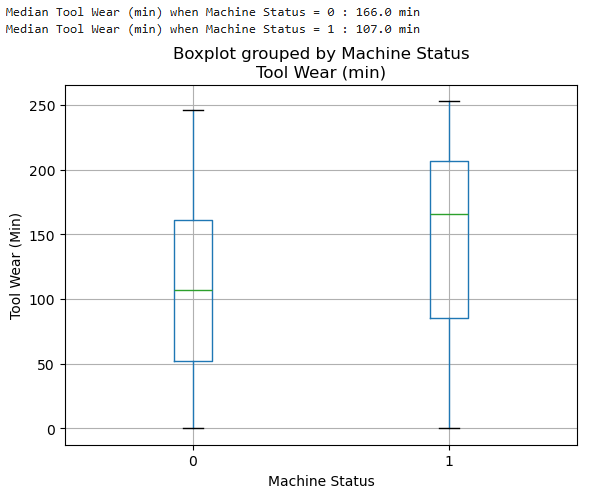 Median Tool Wear (min) when Machine Status = 0 : 166.0 min
Median Tool Wear (min) when Machine Status = 1 : 107.0 min
Boxplot grouped by Machine Status
Tool Wear (min)
250
200
150
100
50
0
Tool Wear (Min)
0 1
Machine Status